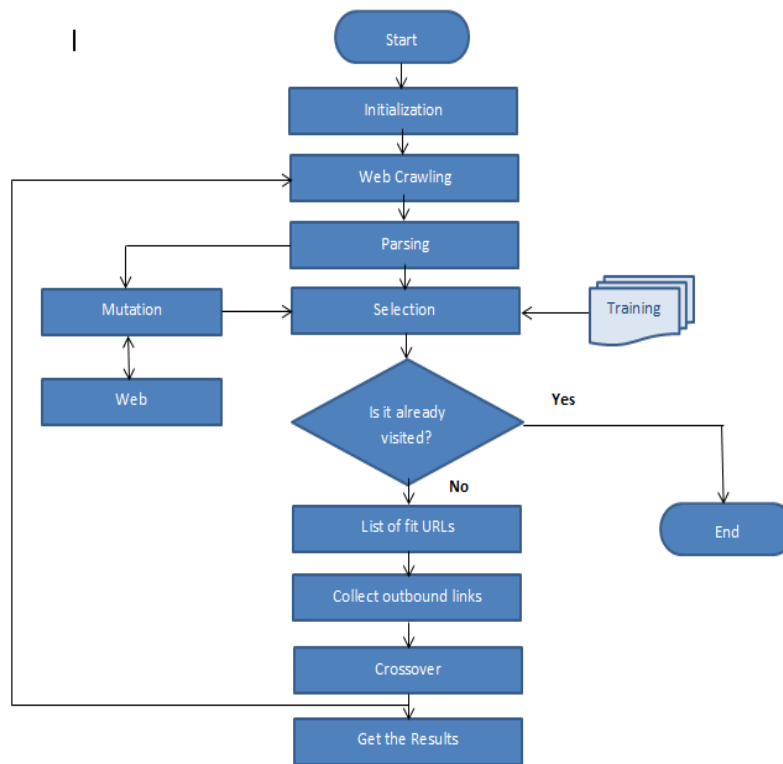 Start
Initialization
Web Crawling
Parsing
Mutation
Selection
Training
Web
Is it already
visited?
Yes
No
List of fit URLs
End
Collect outbound links
Crossover
Get the Results